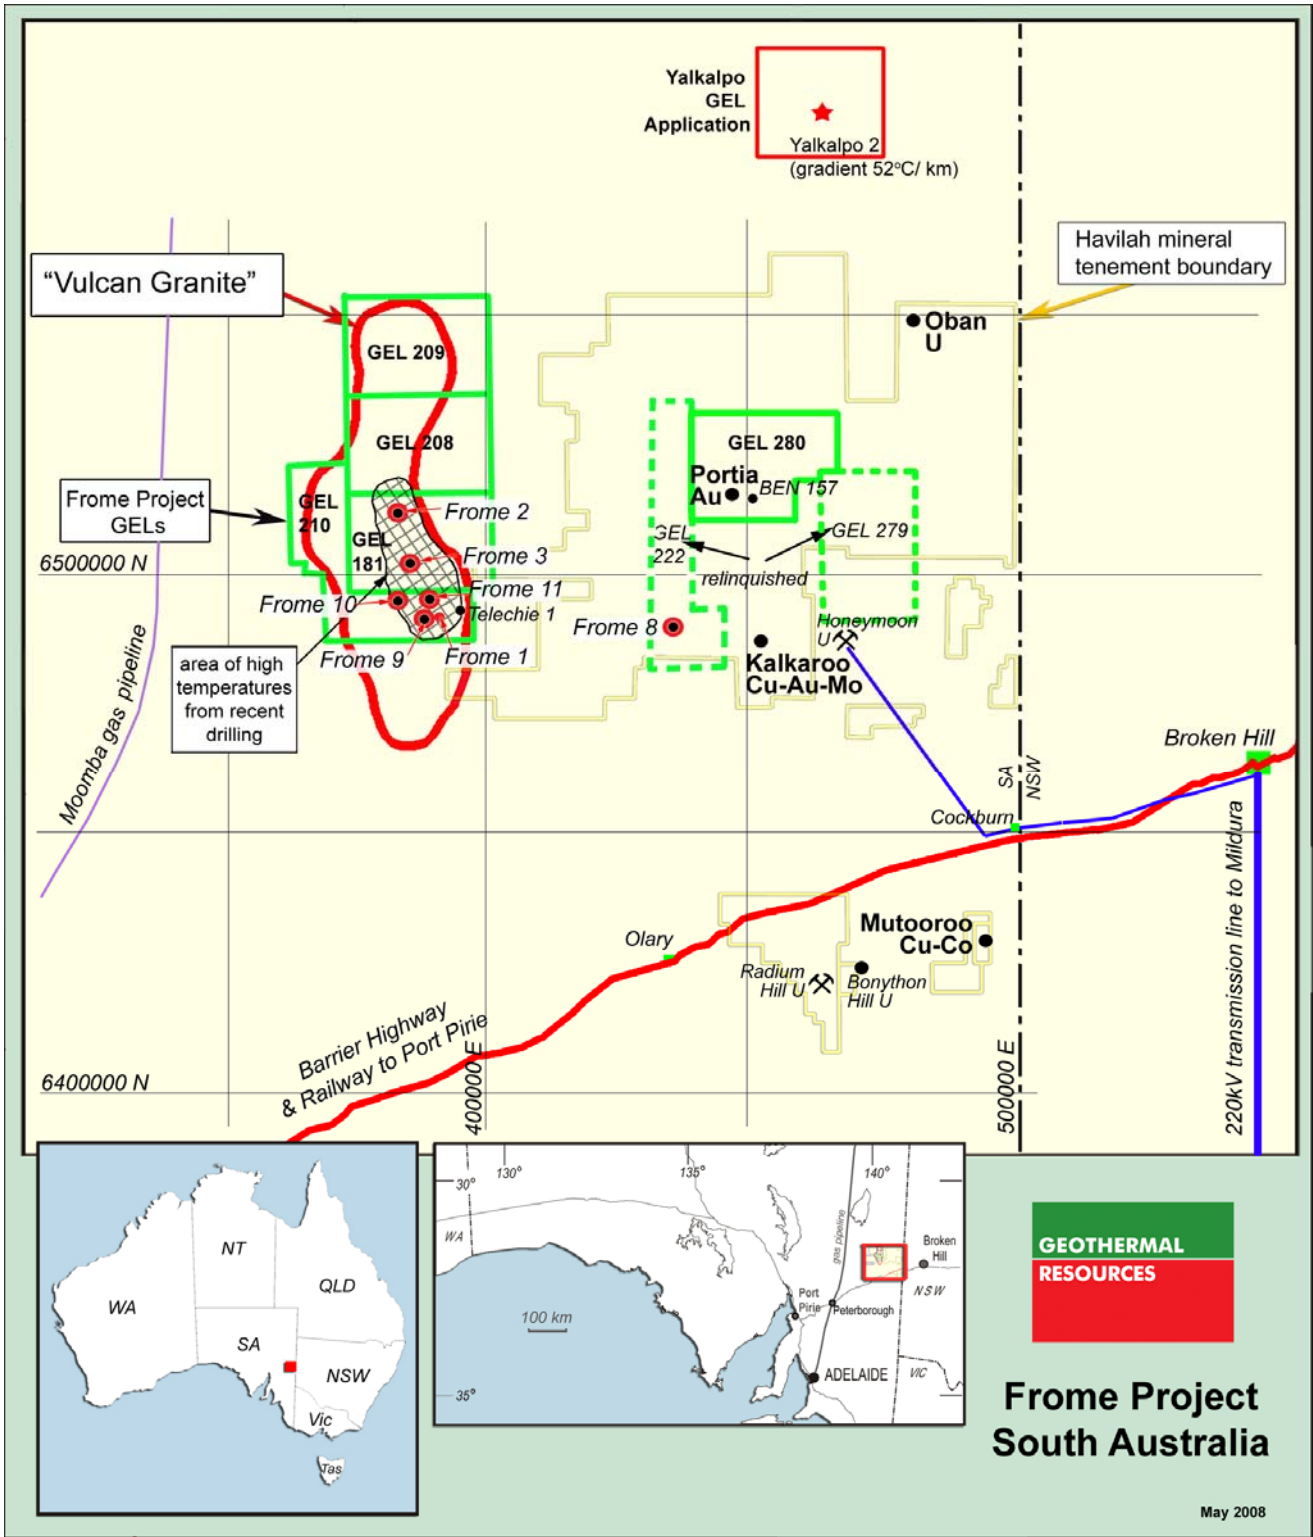 Yalkalpo
GEL
Application
Yalkalpo 2
(gradient 52°C/ km)
"Vulcan Granite"
Havilah mineral
tenement boundary
GEL 209
Oban
U
GEL 208
GEL 280
Portia
Au
BEN 157
Frome Project
GELs
GEL
210
Frome 2
GEL
181
GEL
222
GEL 279
relinquished
Frome 3
6500000 N
Frome 11
Frome 10
Telechie 1
Frome 8
Honeymoon
U
Frome 9
Frome 1
Kalkaroo
Cu-Au-Mo
area of high
temperatures
from recent
drilling
Moomba gas pipeline
Broken Hill
SA
NSW
Cockburn
220kV transmission line to Mildura
Mutooroo
Cu-Co
Olary
Radium
Hill U
Bonython
Hill U
Barrier Highway
& Railway to Port Pirie
6400000 N
400000 E
500000 E
WA
NT
QLD
SA
NSW
Vic
Tas
130°
135°
140°
30°
WA
gas pipeline
Broken
Hill
NSW
Port
Pirie
Peterborough
100 km
ADELAIDE
VIC
35°
GEOTHERMAL
RESOURCES
Frome Project
South Australia
May 2008